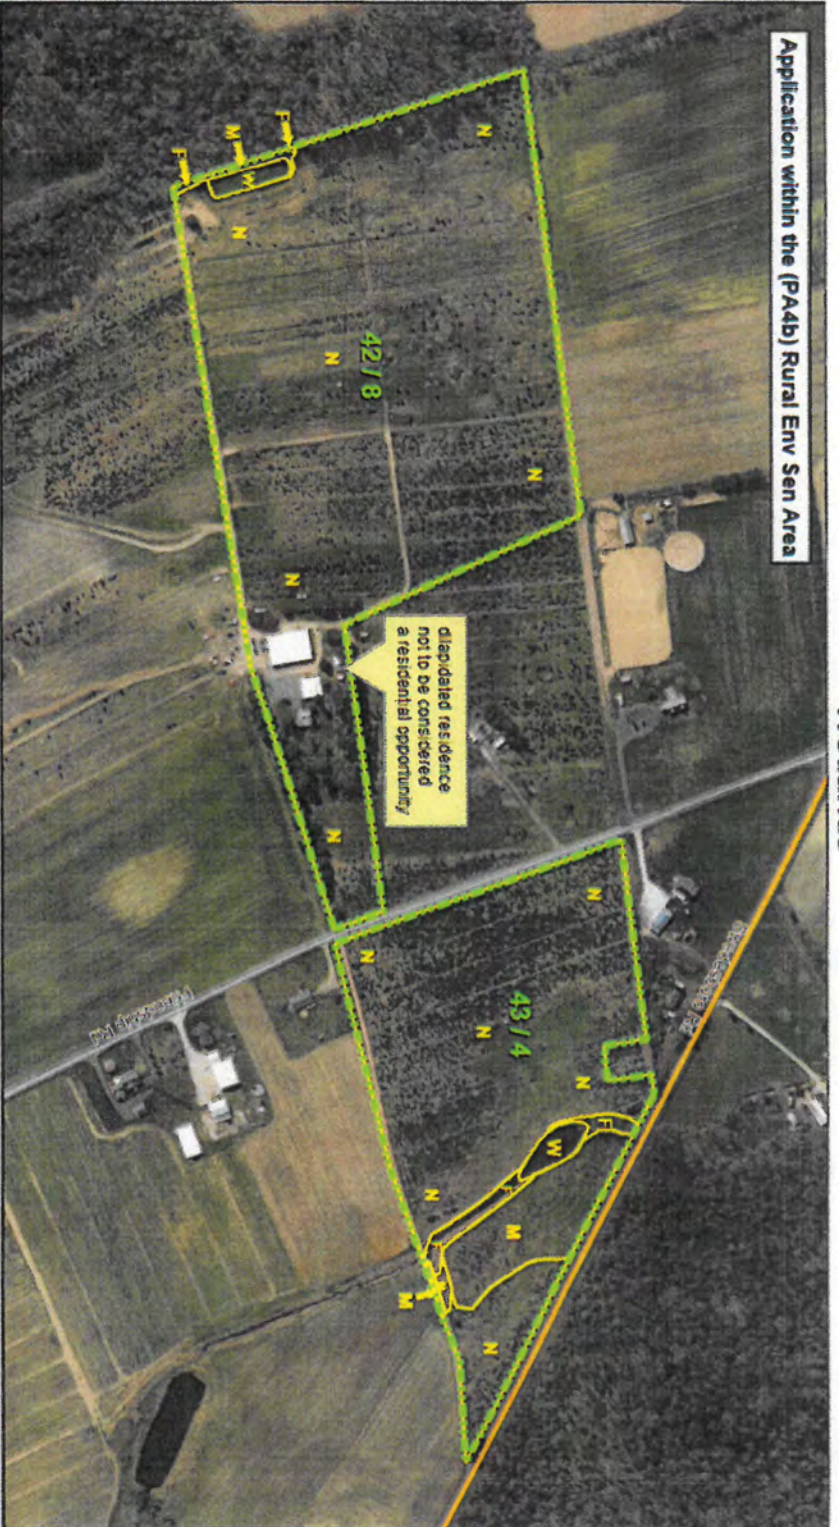 Application within the (PA4b) Rural Env Sen Area
N
F
M
W
F
N
42 / 8
N
N
N
dilapidated residence
not to be considered
a residential opportunity
N
N
N
43 / 4
N
N
F
W
N
M
M
N